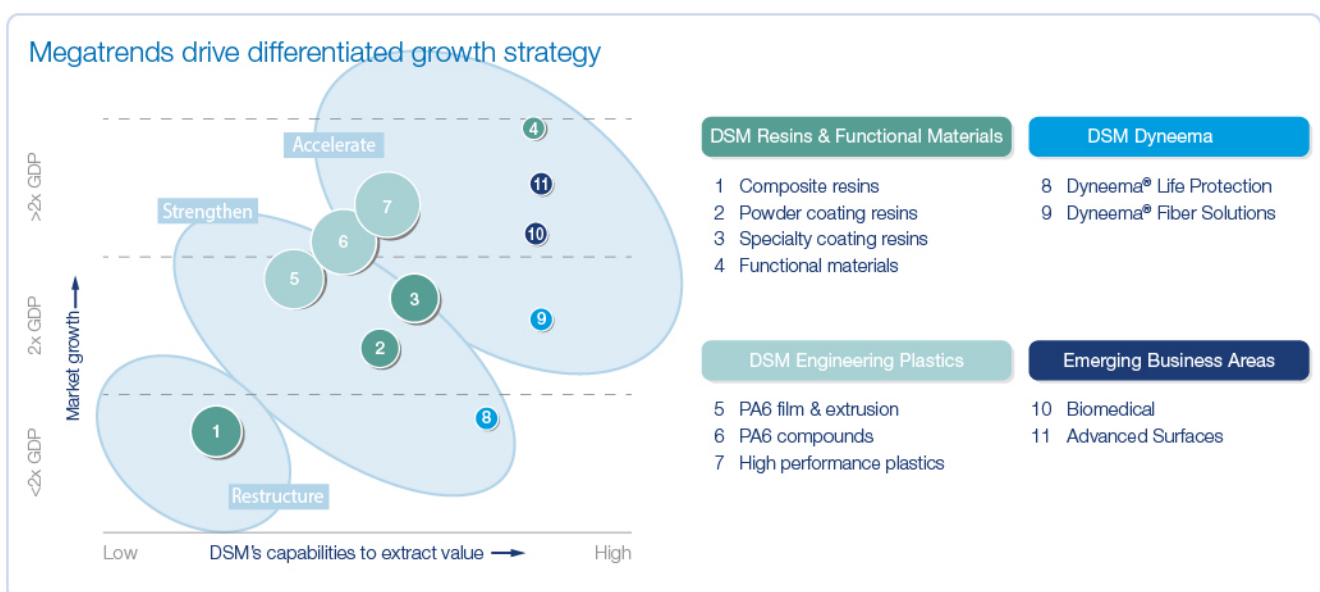 Megatrends drive differentiated growth strategy
Accelerate
Strengthen
Restructure
>2x GDP
2x GDP
<2x GDP
Market growth
4
11
7
10
6
5
3
9
2
8
1
Low
DSM's capabilities to extract value
High
DSM Resins & Functional Materials
1 Composite resins
2 Powder coating resins
3 Specialty coating resins
4 Functional materials
DSM Dyneema
8 Dyneema® Life Protection
9 Dyneema® Fiber Solutions
DSM Engineering Plastics
5 PA6 film & extrusion
6 PA6 compounds
7 High performance plastics
Emerging Business Areas
10 Biomedical
11 Advanced Surfaces